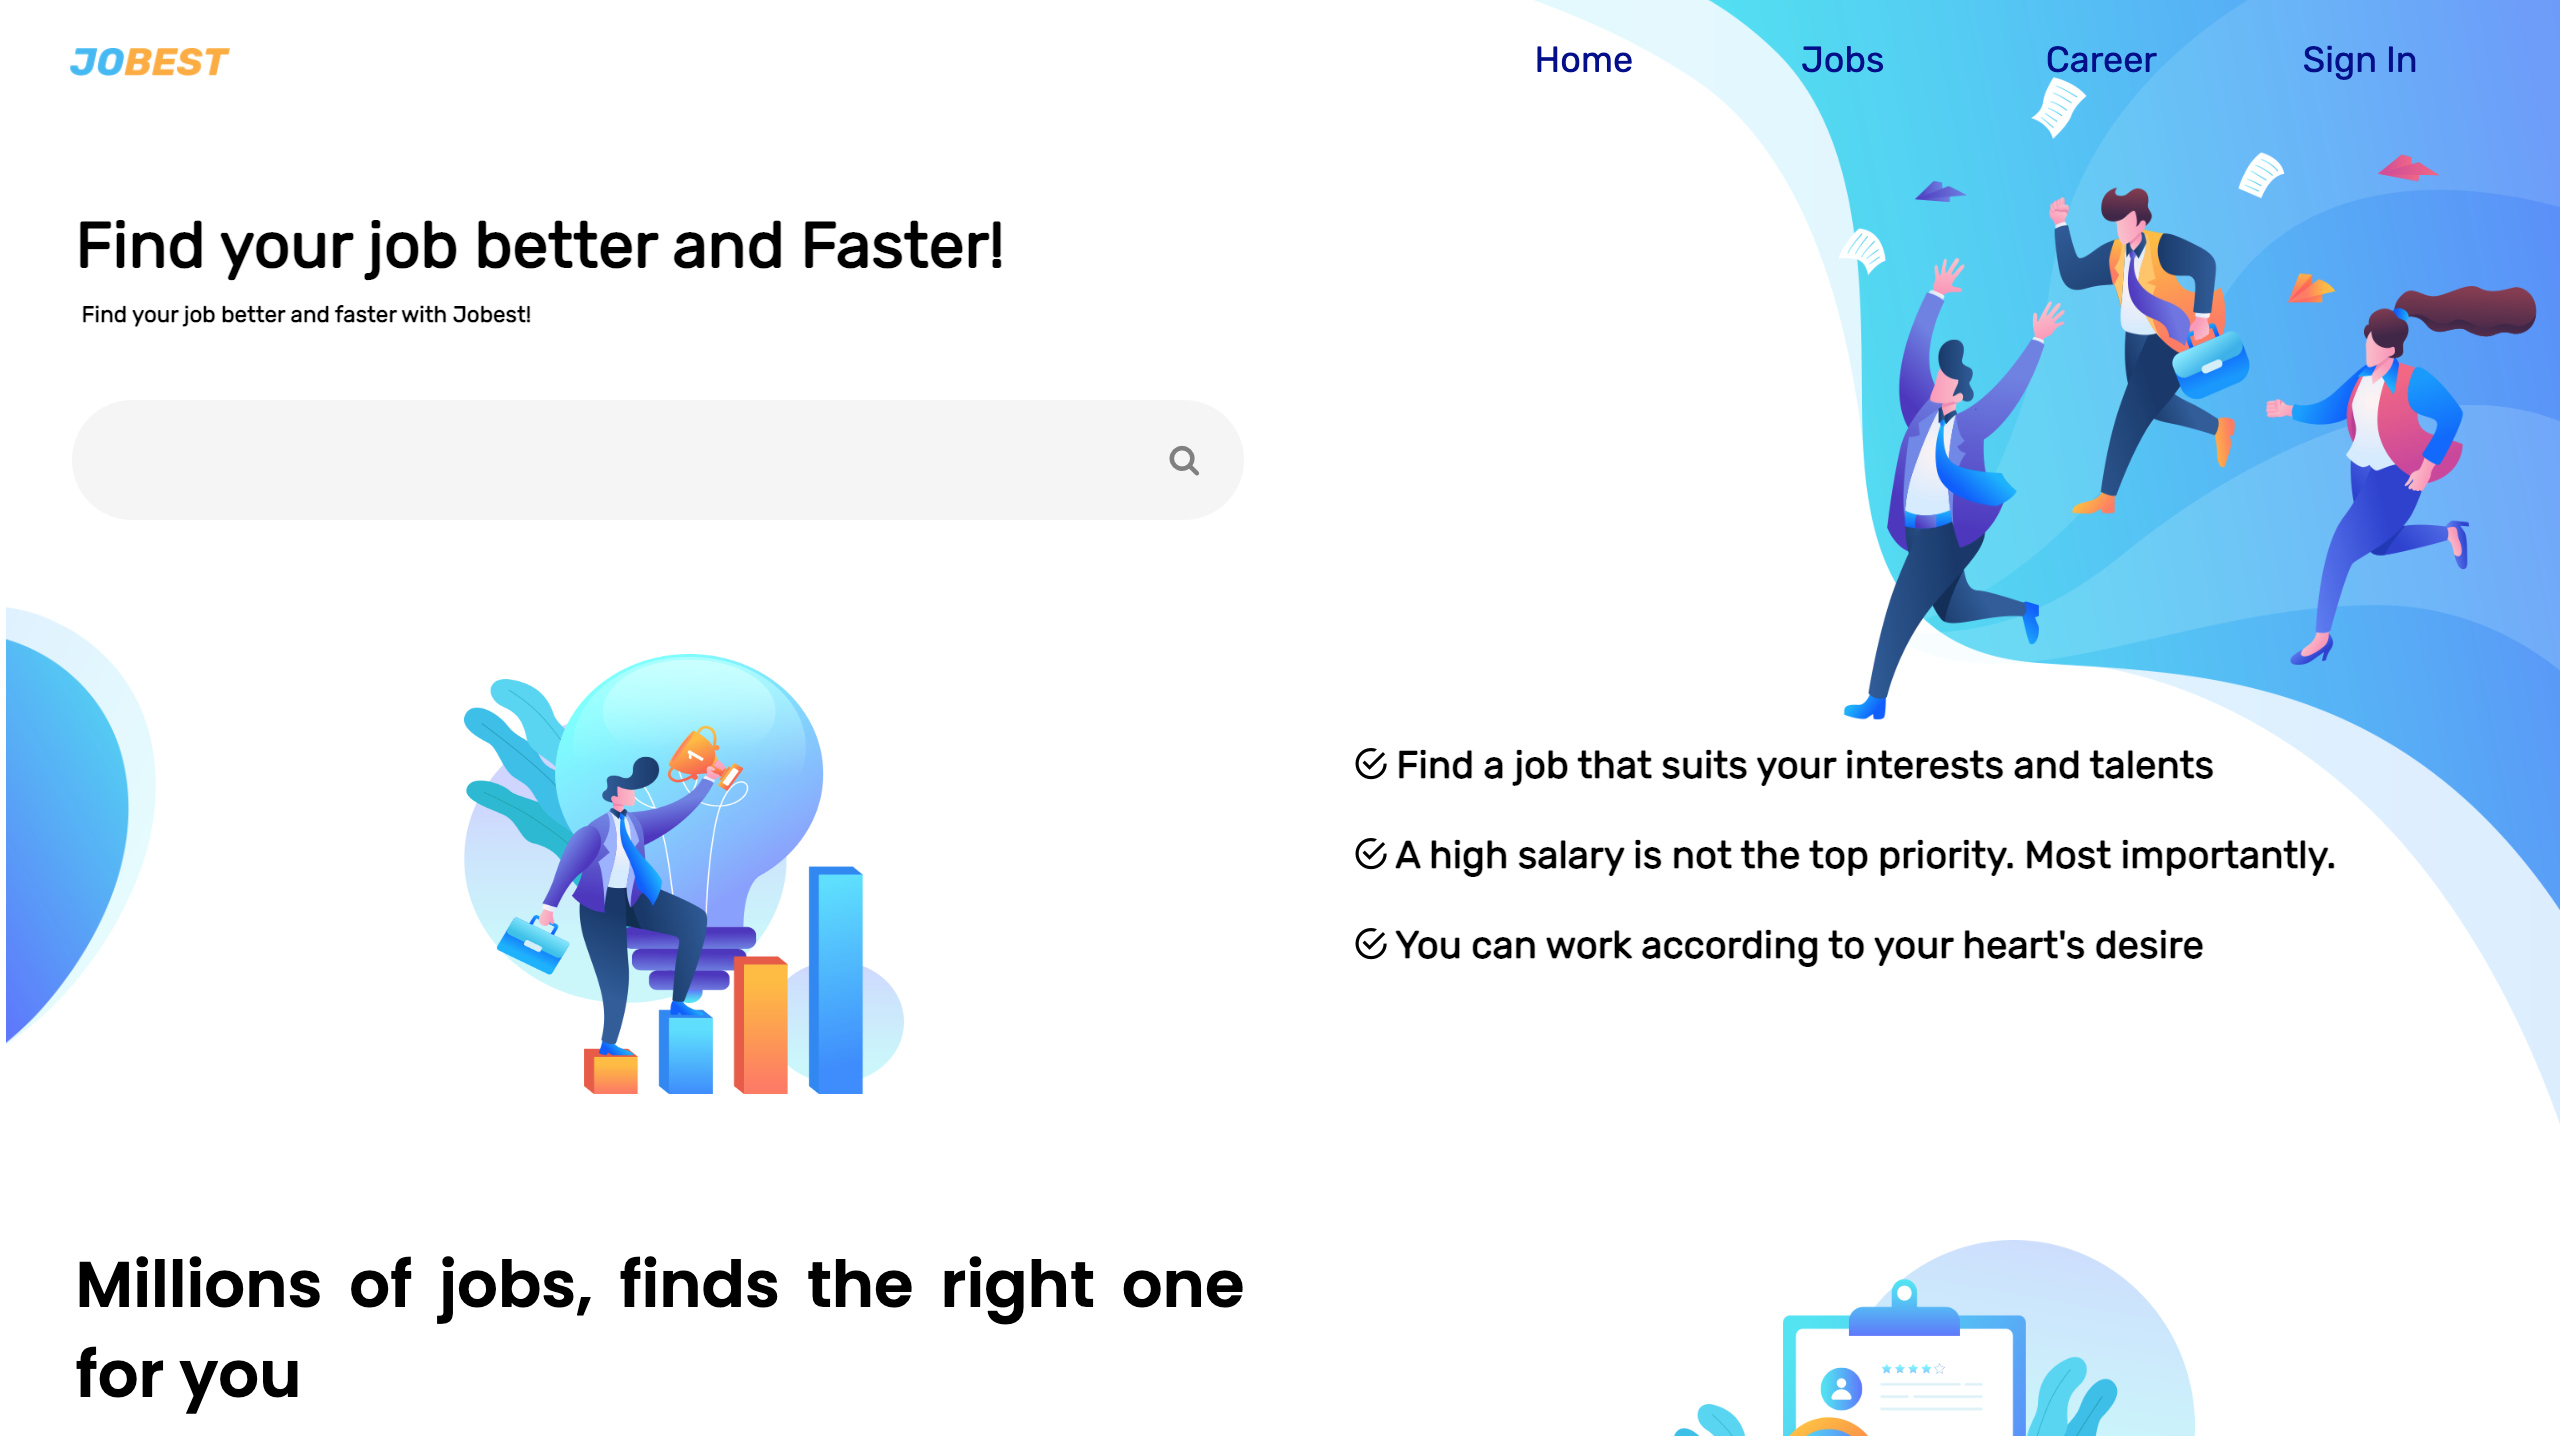 JOBEST
Home
Jobs
Career
Sign In
Find your job better and Faster!
Find your job better and faster with Jobest!
1
Find a job that suits your interests and talents
A high salary is not the top priority. Most importantly.
You can work according to your heart's desire
Millions of jobs, finds the right one
for you